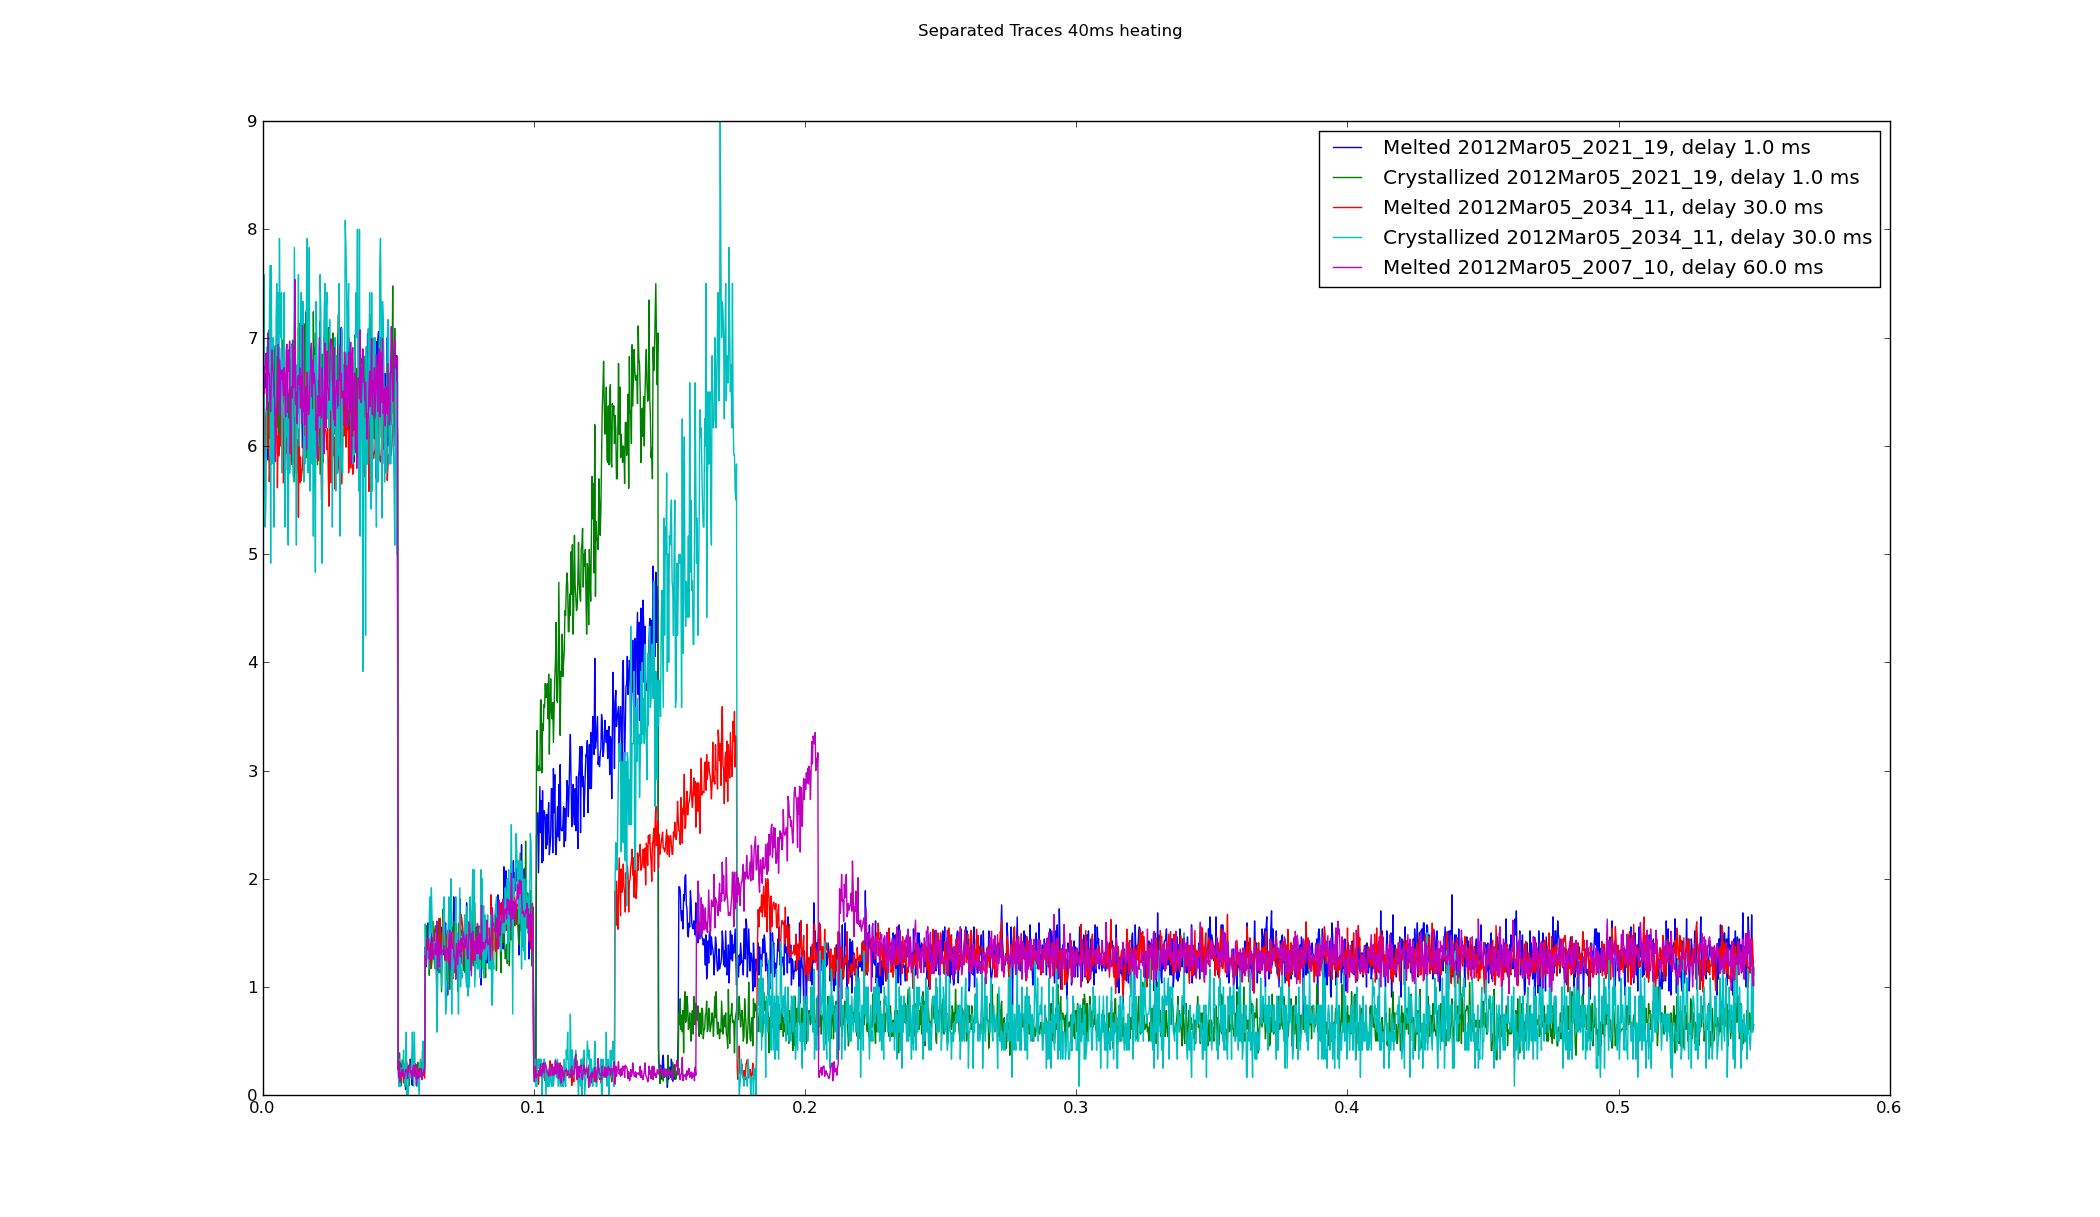 Separated Traces 40ms heating
9
8
7
6
5
4
3
2
1
0
0.0 0.1 0.2 0.3 0.4 0.5 0.6
Melted 2012Mar05_2021_19, delay 1.0 ms
Crystallized 2012Mar05_2021_19, delay 1.0 ms
Melted 2012Mar05_2034_11, delay 30.0 ms
Crystallized 2012Mar05_2034_11, delay 30.0 ms
Melted 2012Mar05_2007_10, delay 60.0 ms